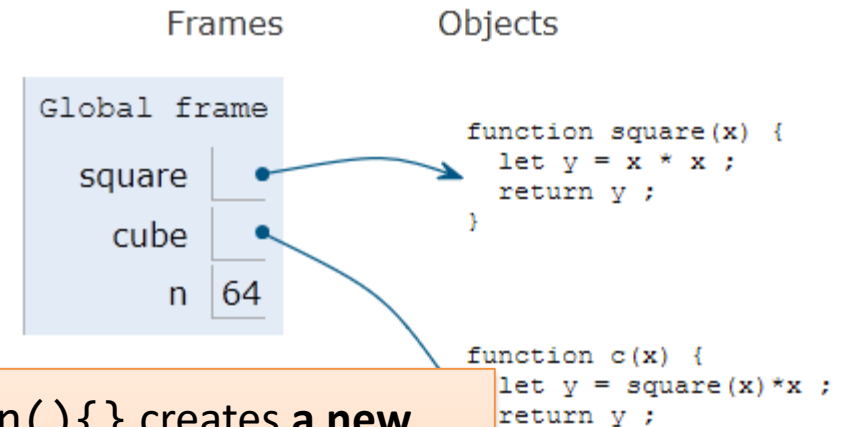 Frames Objects
Global frame
square
cube
n 64
function square(x) {
let y = x * x ;
return y ;
}
function c(x) {
let y = square(x)*x ;
return y ;
(){} creates a new